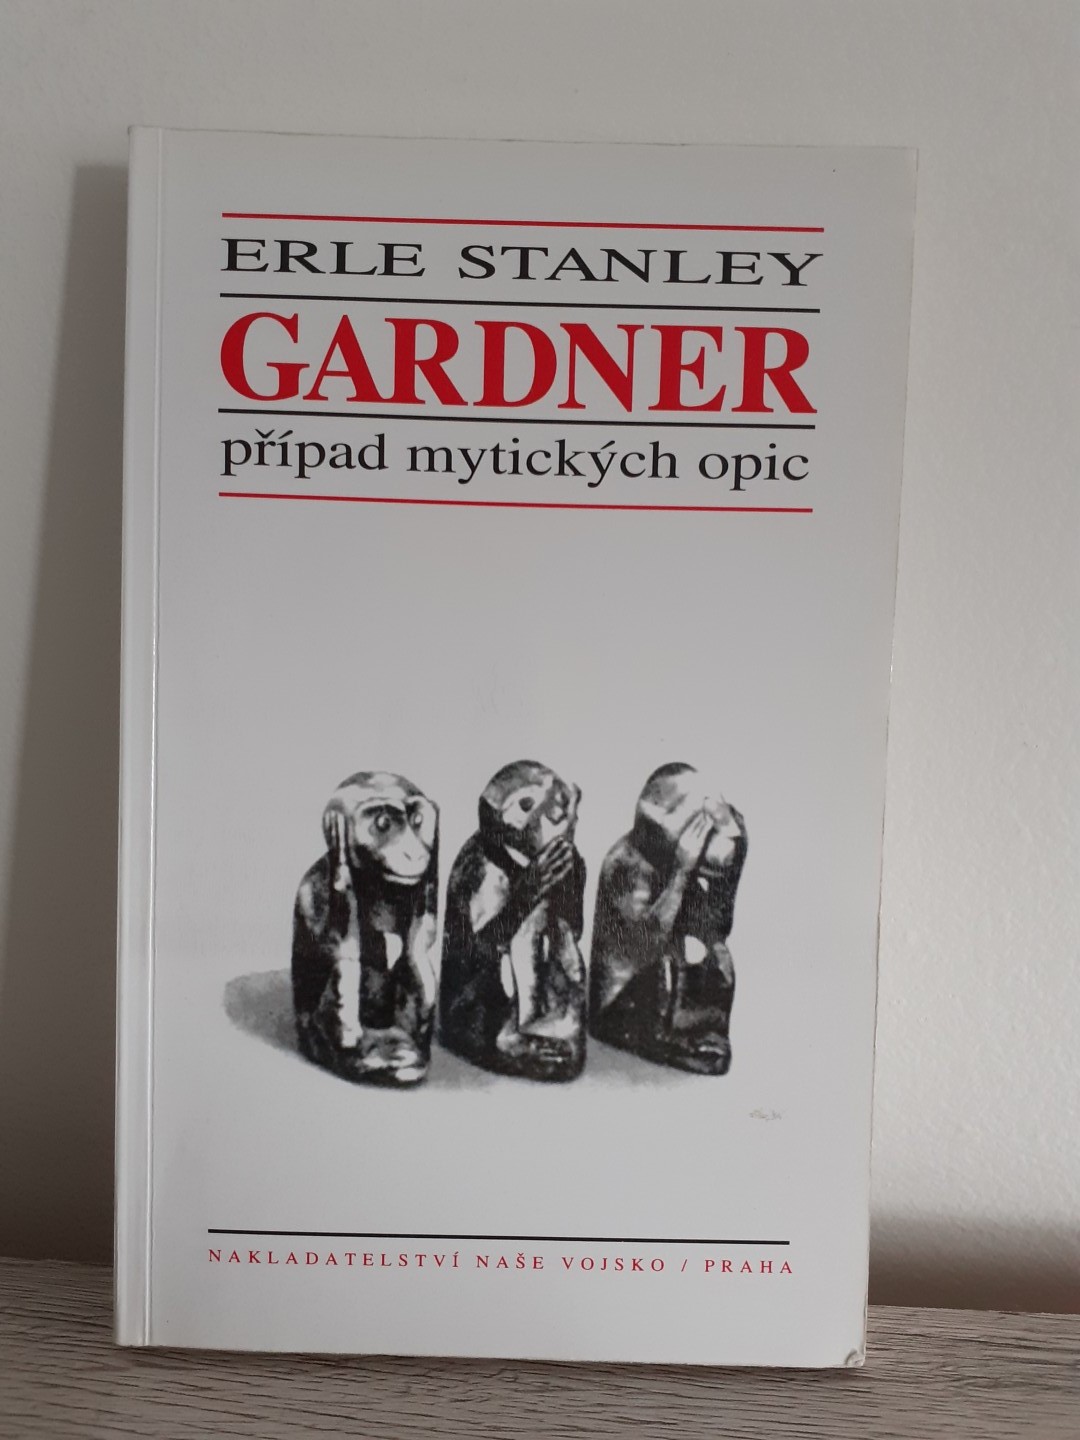 ERLE STANLEY
GARDNER
případ mytických opic
NAKLADATELSTVÍ NAŠE VOJSKO / PRAHA